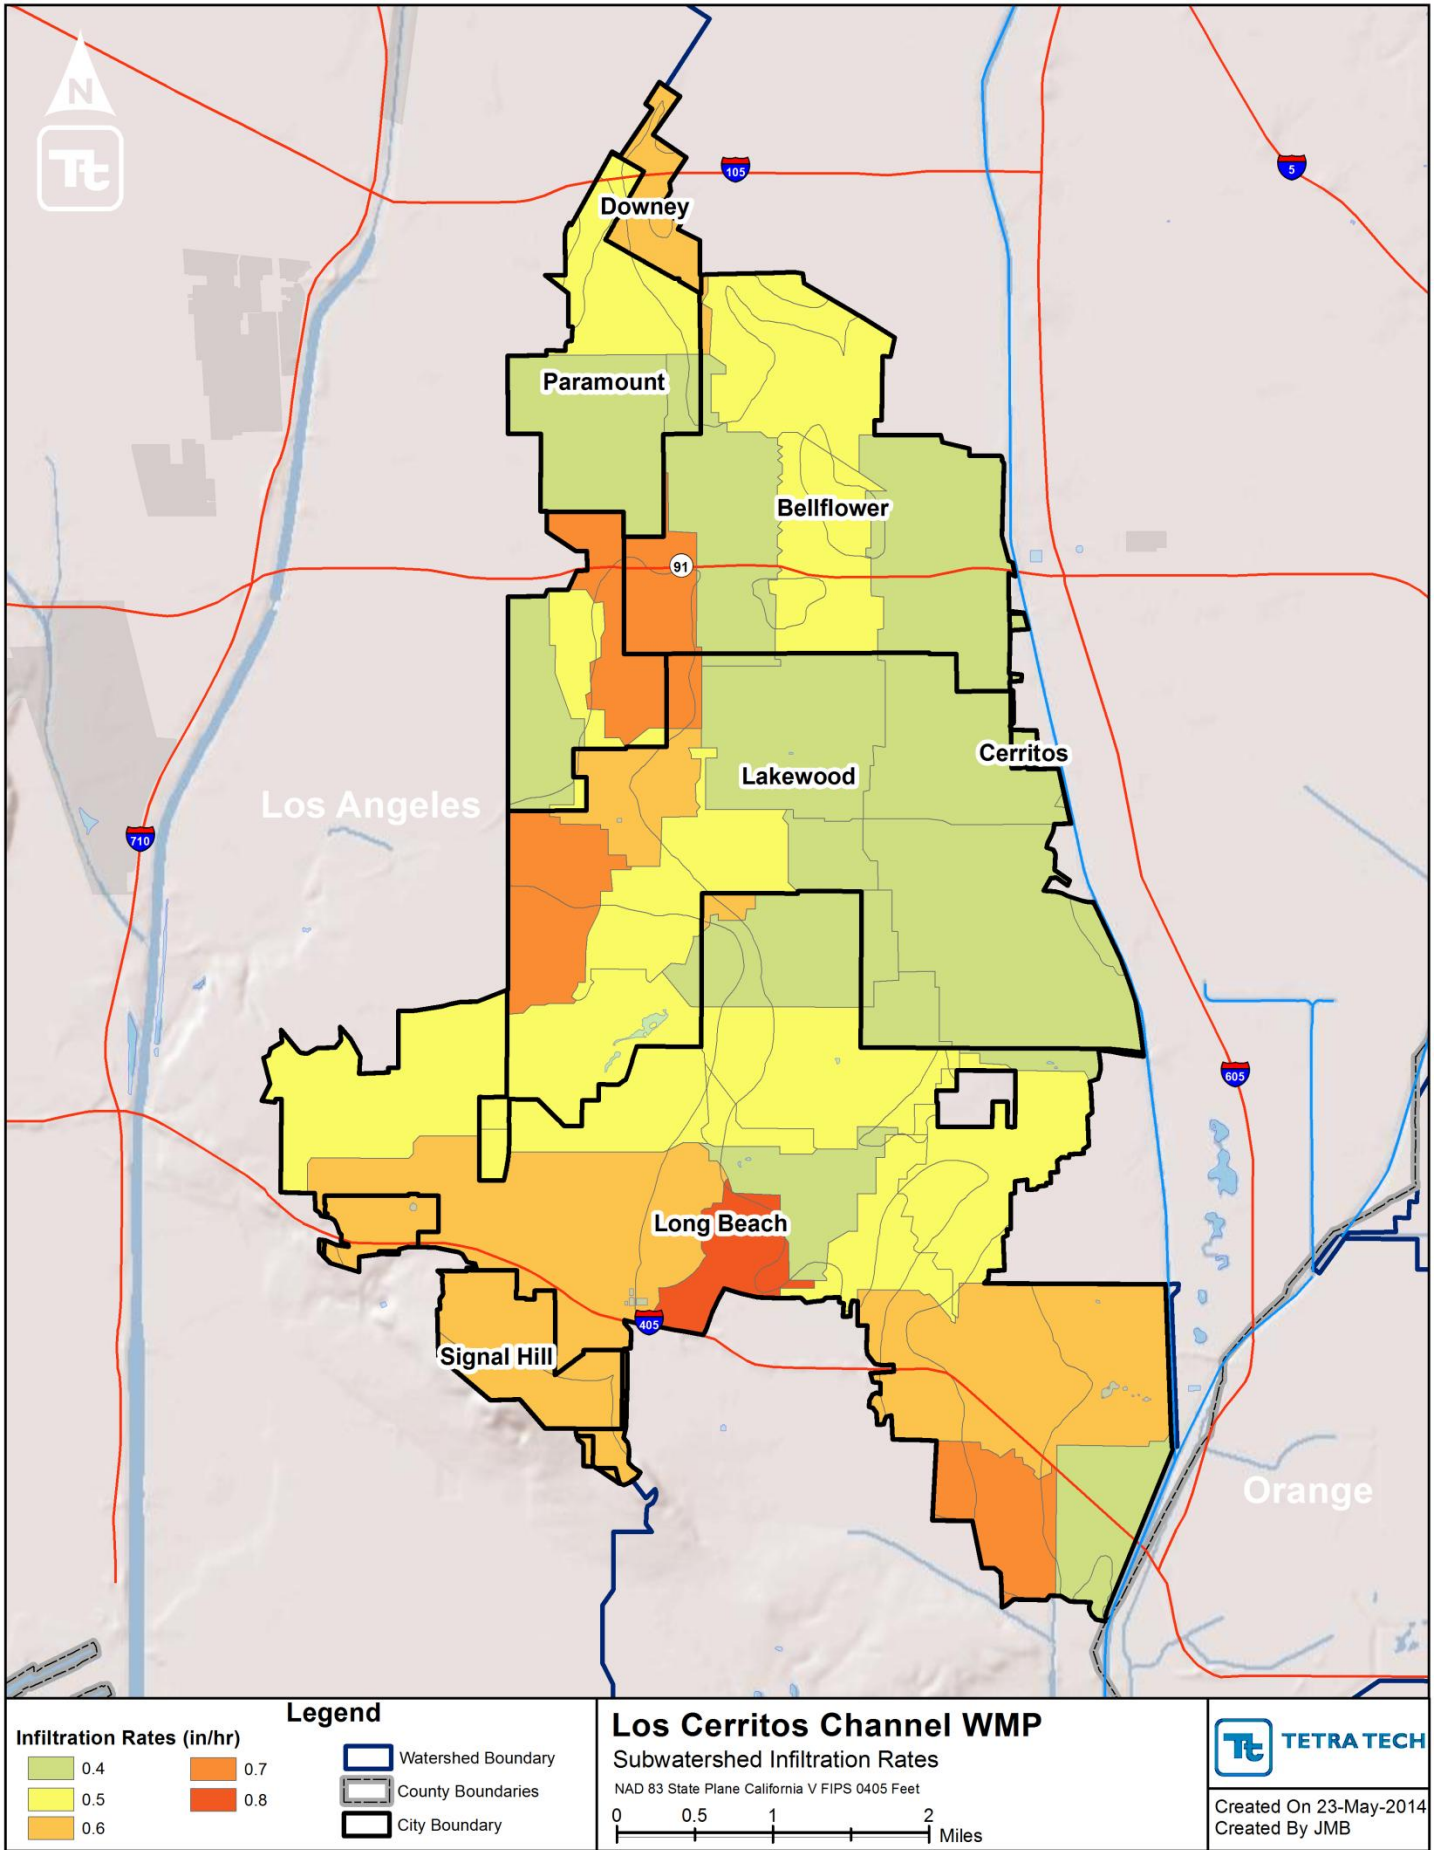 N
Tt
105
5
Downey
Paramount
Bellflower
91
Cerritos
Lakewood
Los Angeles
710
605
Long Beach
405
Signal Hill
Orange
Legend
Infiltration Rates (in/hr)
0.4
0.5
0.6
0.7
0.8
Watershed Boundary
County Boundaries
City Boundary
Los Cerritos Channel WMP
Subwatershed Infiltration Rates
NAD 83 State Plane California V FIPS 0405 Feet
0 0.5 1 2
Miles
Tt TETRA TECH
Created On 23-May-2014
Created By JMB